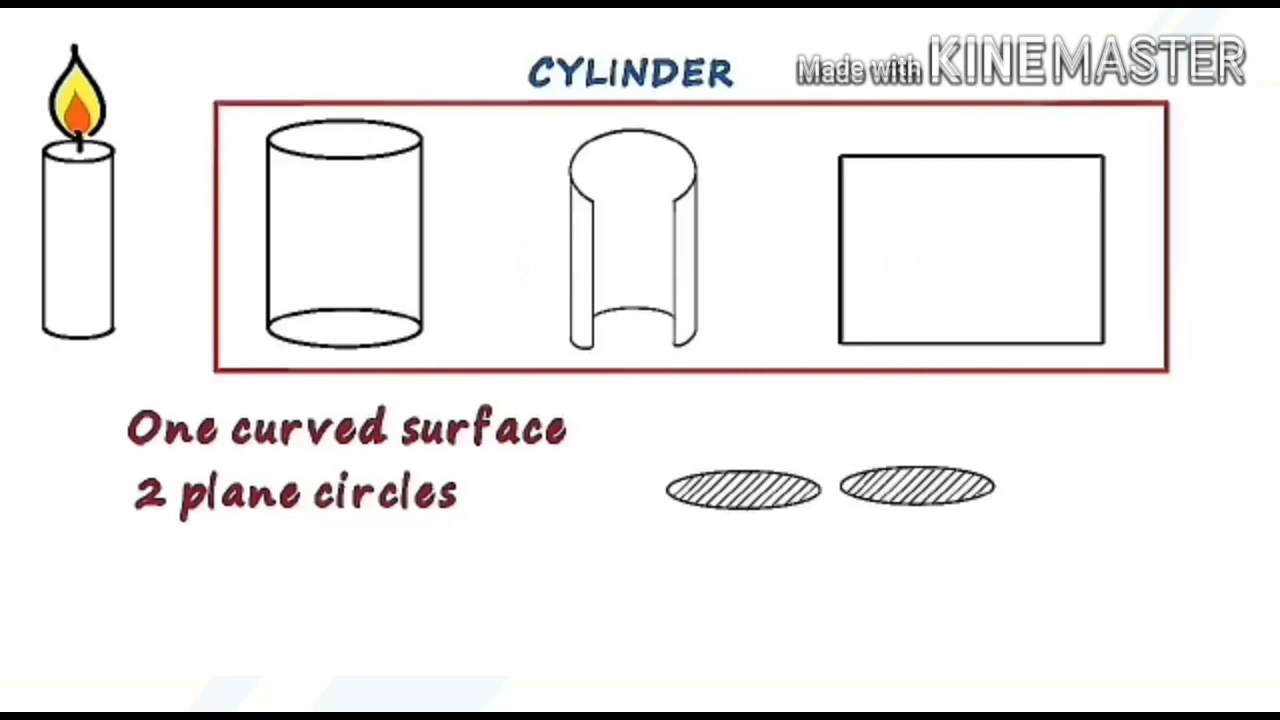 Made with KINEMASTER
CYLINDER
One curved surface
2 plane circles